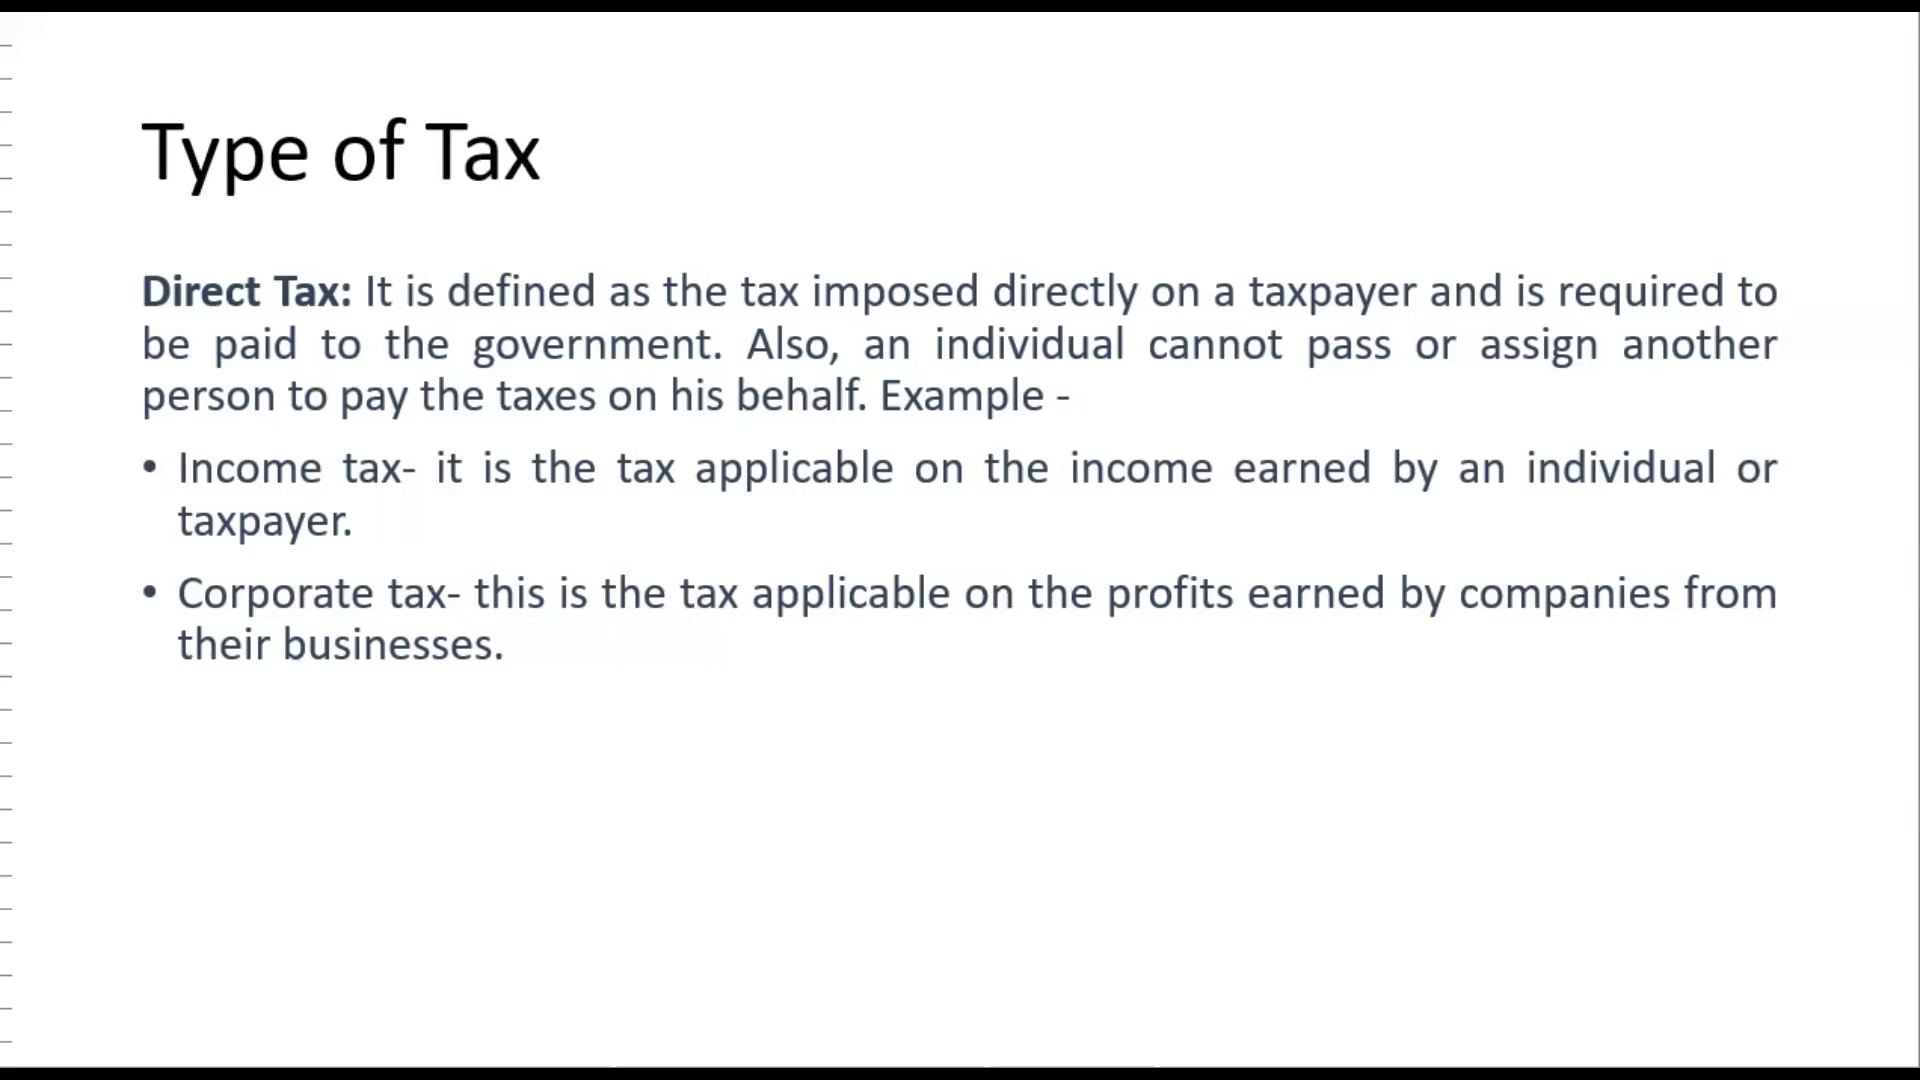 Type of Tax
Direct Tax: It is defined as the tax imposed directly on a taxpayer and is required to
be paid to the government. Also, an individual cannot pass or assign another
person to pay the taxes on his behalf. Example -
• Income tax- it is the tax applicable on the income earned by an individual or
taxpayer.
• Corporate tax- this is the tax applicable on the profits earned by companies from
their businesses.